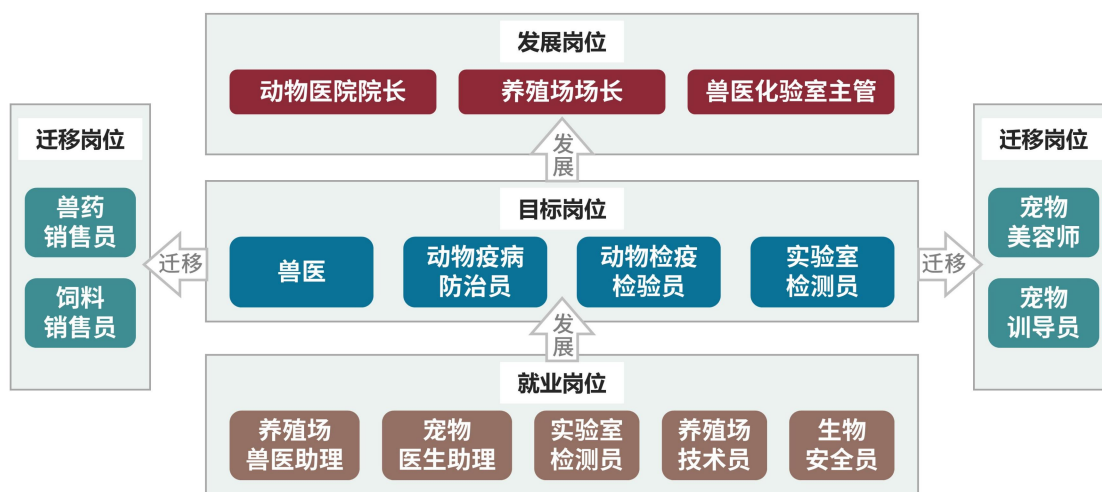 发展岗位
动物医院院长
养殖场场长
兽医化验室主管
发展
迁移岗位
兽药
销售员
饲料
销售员
迁移
目标岗位
兽医
动物疫病
防治员
动物检疫
检验员
实验室
检测员
迁移
迁移岗位
宠物
美容师
宠物
训导员
发展
就业岗位
养殖场
兽医助理
宠物
医生助理
实验室
检测员
养殖场
技术员
生物
安全员